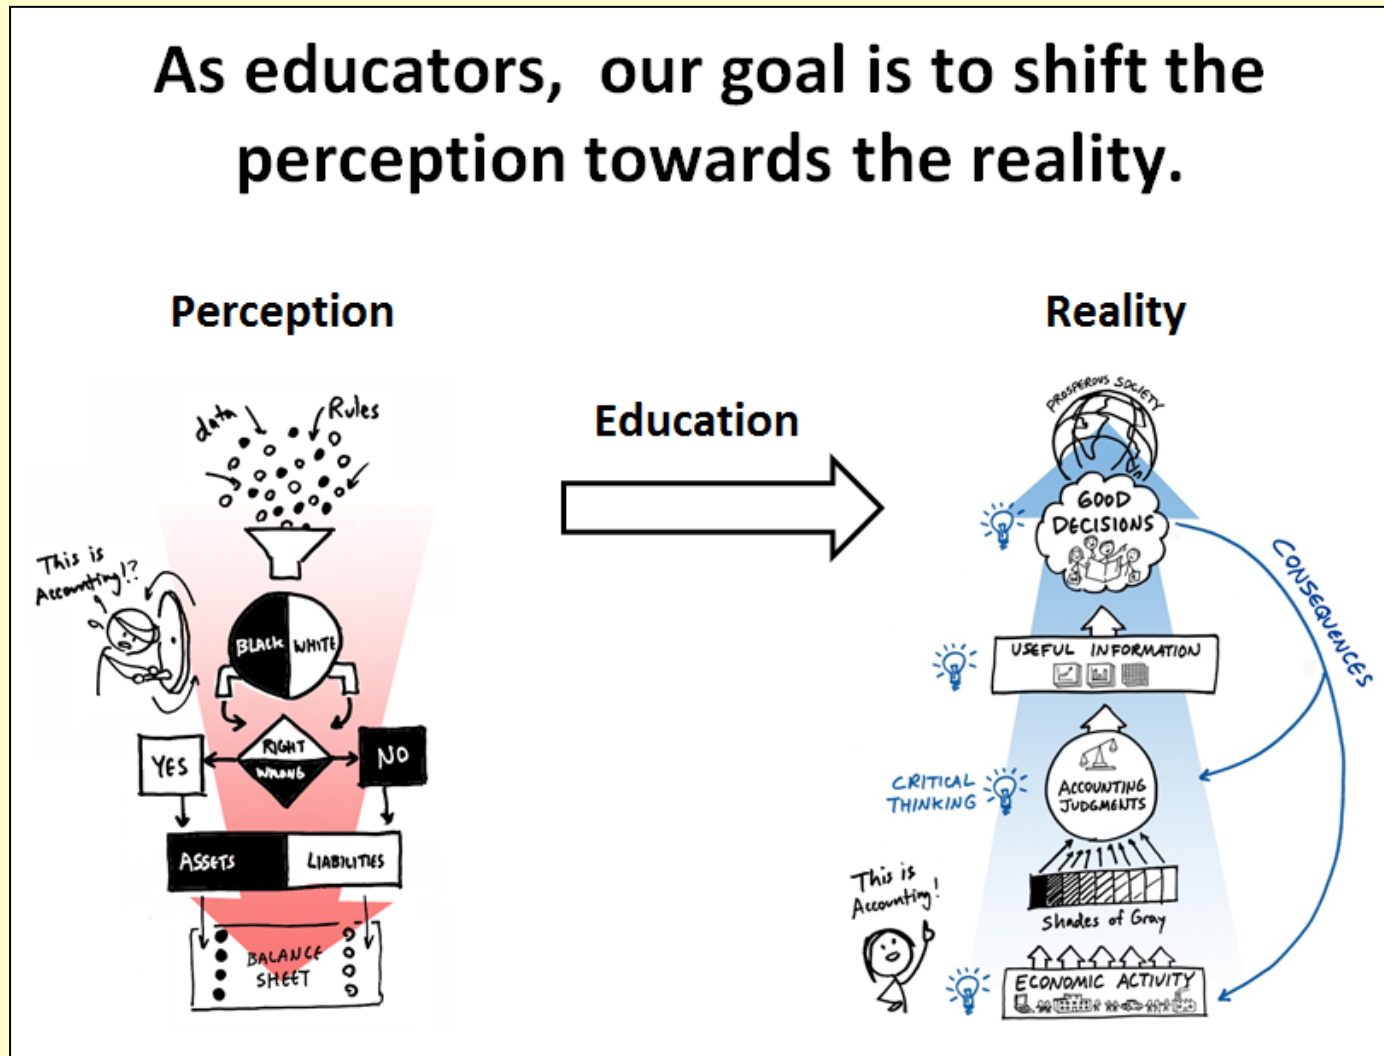 As educators,  our goal is to shift the
perception towards the reality.
Perception
Reality
Education
data
Rules
This is
Accounting!?
BLACK
WHITE
RIGHT
WRONG
YES
NO
ASSETS
LIABILITIES
BALANCE
SHEET
PROSPEROUS SOCIETY
GOOD
DECISIONS
CONSEQUENCES
USEFUL INFORMATION
CRITICAL
THINKING
ACCOUNTING
JUDGMENTS
Shades of Gray
This is
Accounting!
ECONOMIC ACTIVITY